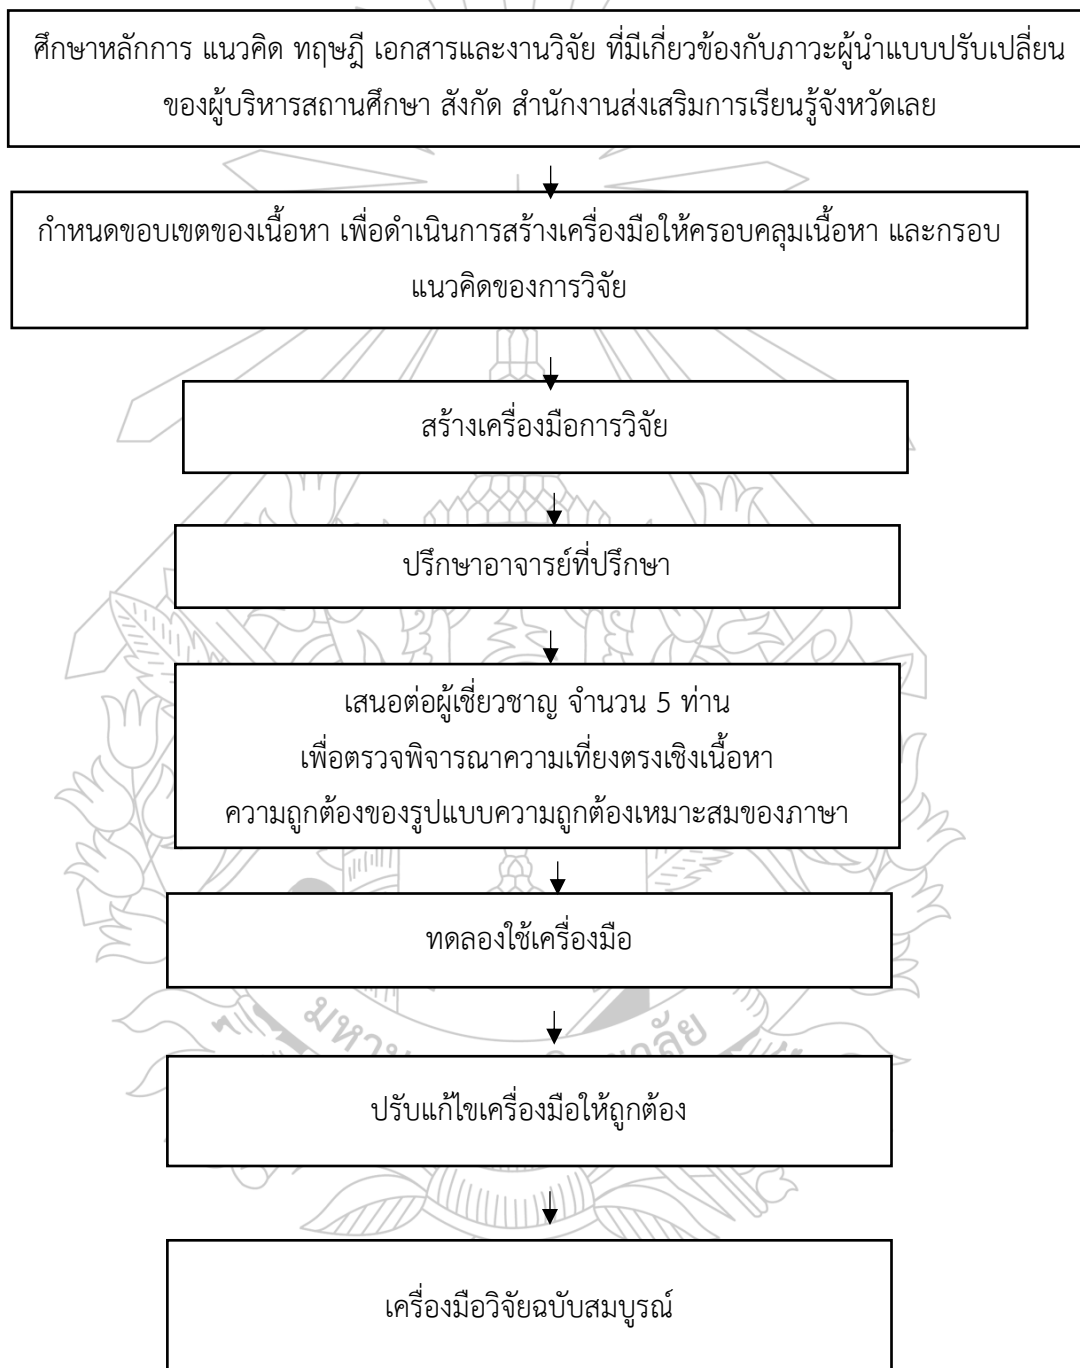 ศึกษาหลักการ แนวคิด ทฤษฎี เอกสารและงานวิจัย ที่มีเกี่ยวข้องกับภาวะผู้นำแบบปรับเปลี่ยน
ของผู้บริหารสถานศึกษา สังกัด สำนักงานส่งเสริมการเรียนรู้จังหวัดเลย
กำหนดขอบเขตของเนื้อหา เพื่อดำเนินการสร้างเครื่องมือให้ครอบคลุมเนื้อหา และกรอบ
แนวคิดของการวิจัย
สร้างเครื่องมือการวิจัย
ปรึกษาอาจารย์ที่ปรึกษา
เสนอต่อผู้เชี่ยวชาญ จำนวน 5 ท่าน
เพื่อตรวจพิจารณาความเที่ยงตรงเชิงเนื้อหา
ความถูกต้องของรูปแบบความถูกต้องเหมาะสมของภาษา
ทดลองใช้เครื่องมือ
ปรับแก้ไขเครื่องมือให้ถูกต้อง
เครื่องมือวิจัยฉบับสมบูรณ์